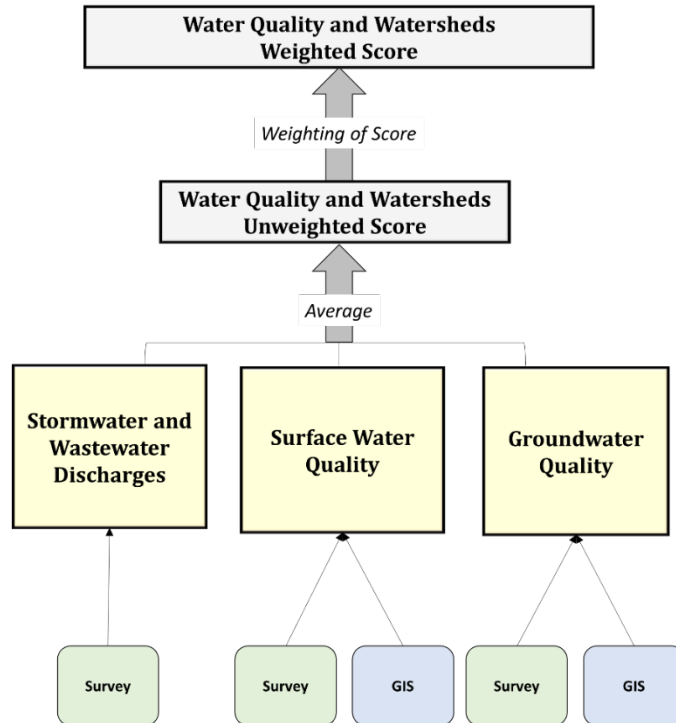 Water Quality and Watersheds
Weighted Score
Weighting of Score
Water Quality and Watersheds
Unweighted Score
Average
Stormwater and
Wastewater
Discharges
Surface Water
Quality
Groundwater
Quality
Survey
Survey
GIS
Survey
GIS